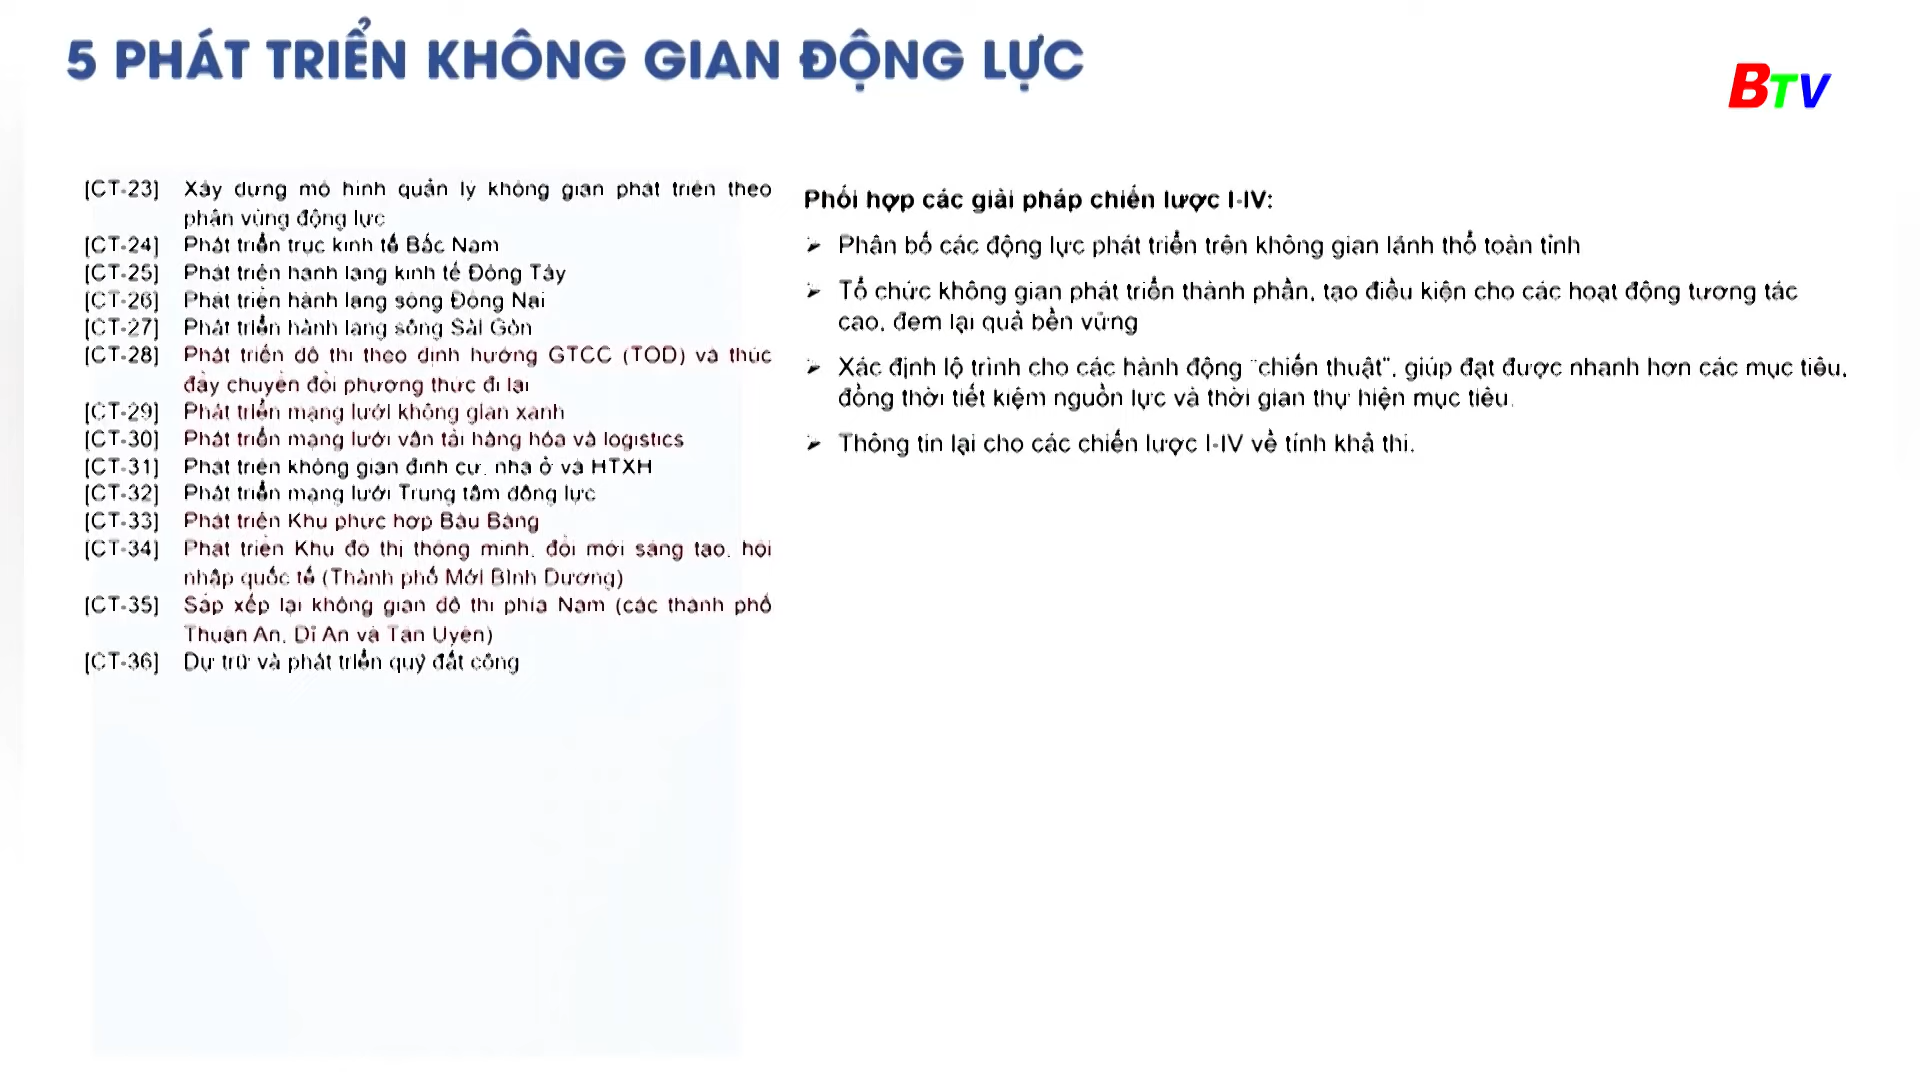 5 PHÁT TRIỂN KHÔNG GIAN ĐỘNG LỰC
BTV
[CT-23] Xây dựng mô hình quản lý không gian phát triển theo
phân vùng động lực
[CT-24] Phát triển trục kinh tế Bắc Nam
[CT-25] Phát triển hành lang kinh tế Đông Tây
[CT-26] Phát triển hành lang sông Đồng Nai
[CT-27] Phát triển hành lang sông Sài Gòn
[CT-28] Phát triển đô thị theo định hướng GTCC (TOD) và thúc
đẩy chuyển đổi phương thức đi lại
[CT-29] Phát triển mạng lưới không gian xanh
[CT-30] Phát triển mạng lưới vận tải hàng hóa và logistics
[CT-31] Phát triển không gian định cư, nhà ở và HTXH
[CT-32] Phát triển mạng lưới Trung tâm động lực
[CT-33] Phát triển Khu phức hợp Bàu Bàng
[CT-34] Phát triển Khu đô thị thông minh, đổi mới sáng tạo, hội
nhập quốc tế (Thành phố Mới Bình Dương)
[CT-35] Sắp xếp lại không gian đô thị phía Nam (các thành phố
Thuận An, Dĩ An và Tân Uyên)
[CT-36] Dự trữ và phát triển quỹ đất công
Phối hợp các giải pháp chiến lược I-IV:
➢ Phân bố các động lực phát triển trên không gian lãnh thổ toàn tỉnh
➢ Tổ chức không gian phát triển thành phần, tạo điều kiện cho các hoạt động tương tác
cao, đem lại quả bền vững
➢ Xác định lộ trình cho các hành động "chiến thuật", giúp đạt được nhanh hơn các mục tiêu,
đồng thời tiết kiệm nguồn lực và thời gian thự hiện mục tiêu.
➢ Thông tin lại cho các chiến lược I-IV về tính khả thi.